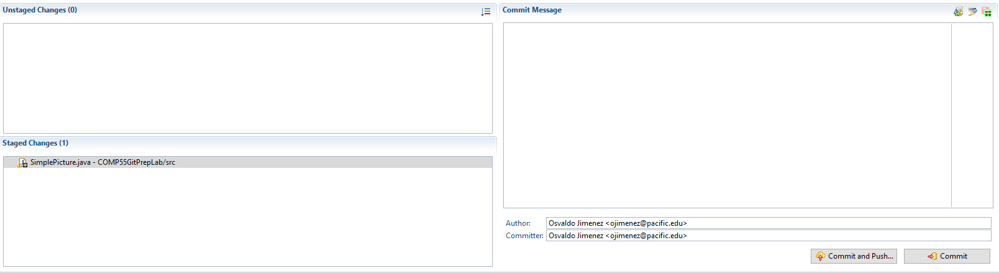 Unstaged Changes (0)
Commit Message
Staged Changes (1)
SimplePicture.java - COMP55GitPrepLab/src
Author: Osvaldo Jimenez <ojimenez@pacific.edu>
Committer: Osvaldo Jimenez <ojimenez@pacific.edu>
Commit and Push...
Commit